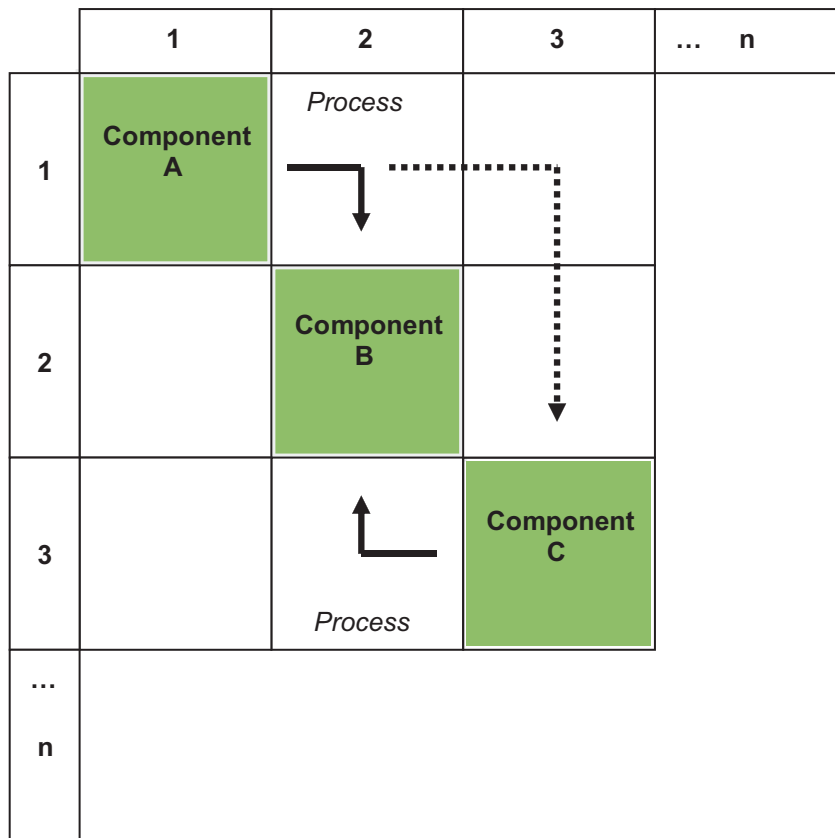 1 2 3 … n
Process
Component
A
1
Component
B
2
Component
C
3
Process
…
n